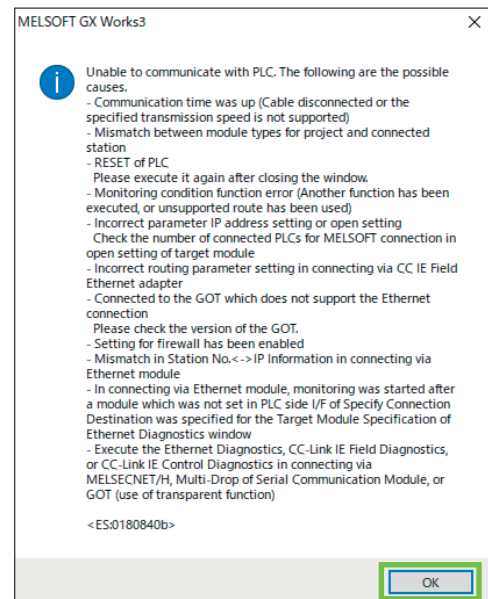 MELSOFT GX Works3
Unable to communicate with PLC. The following are the possible
causes.
- Communication time was up (Cable disconnected or the
specified transmission speed is not supported)
- Mismatch between module types for project and connected
station
- RESET of PLC
Please execute it again after closing the window.
- Monitoring condition function error (Another function has been
executed, or unsupported route has been used)
- Incorrect parameter IP address setting or open setting
Check the number of connected PLCs for MELSOFT connection in
open setting of target module
- Incorrect routing parameter setting in connecting via CC IE Field
Ethernet adapter
- Connected to the GOT which does not support the Ethernet
connection
Please check the version of the GOT.
- Setting for firewall has been enabled
- Mismatch in Station No.<->IP Information in connecting via
Ethernet module
- In connecting via Ethernet module, monitoring was started after
a module which was not set in PLC side I/F of Specify Connection
Destination was specified for the Target Module Specification of
Ethernet Diagnostics window
- Execute the Ethernet Diagnostics, CC-Link IE Field Diagnostics,
or CC-Link IE Control Diagnostics in connecting via
MELSECNET/H, Multi-Drop of Serial Communication Module, or
GOT (use of transparent function)
<ES:0180840b>
OK